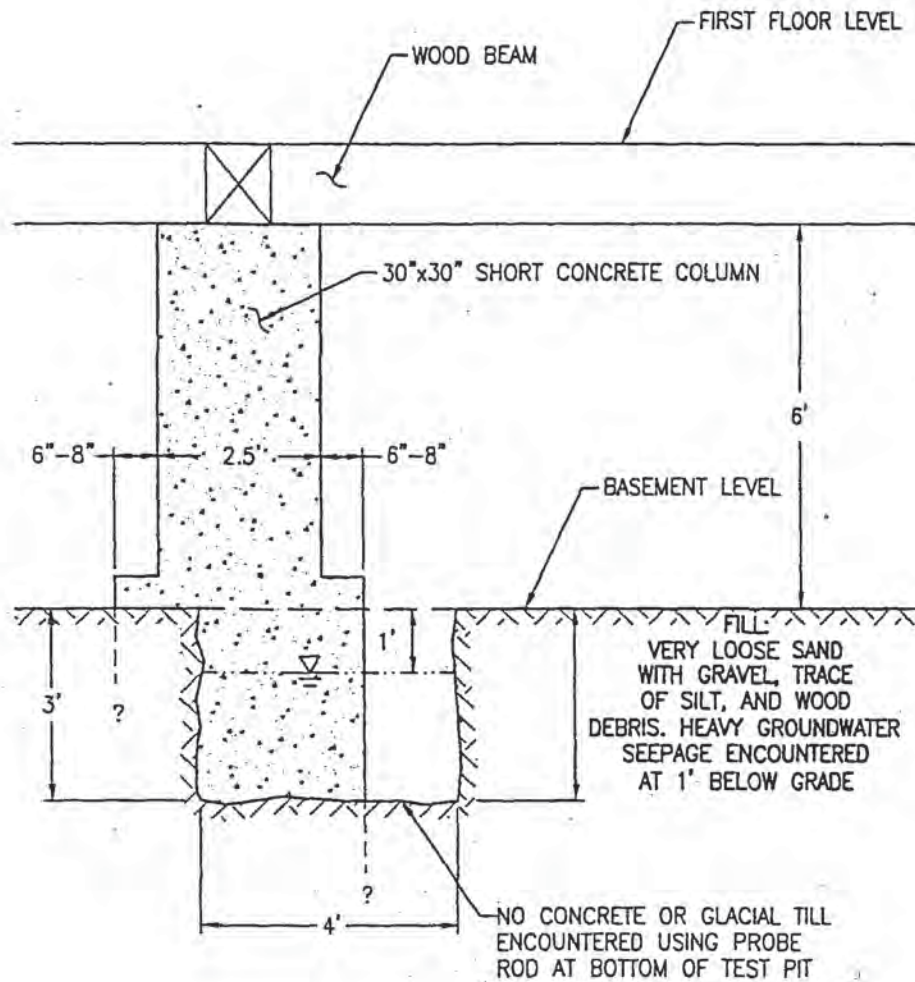 FIRST FLOOR LEVEL
WOOD BEAM
30"x30" SHORT CONCRETE COLUMN
6'
6"-8"
2.5'
6"-8"
BASEMENT LEVEL
1'
FILL:
VERY LOOSE SAND
WITH GRAVEL, TRACE
OF SILT, AND WOOD
DEBRIS. HEAVY GROUNDWATER
SEEPAGE ENCOUNTERED
AT 1' BELOW GRADE
3'
?
?
4'
NO CONCRETE OR GLACIAL TILL
ENCOUNTERED USING PROBE
ROD AT BOTTOM OF TEST PIT